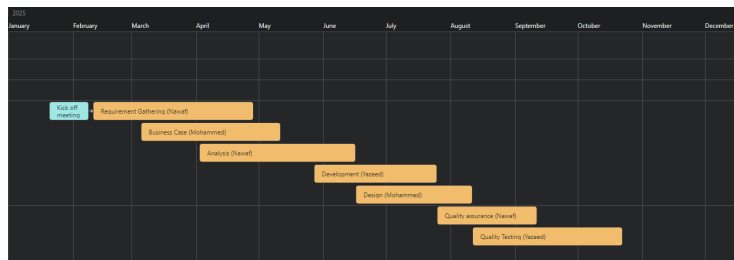 2025
January February March April May June July August September October November December
Kick off
meeting
Requirement Gathering (Nawaf)
Business Case (Mohammed)
Analysis (Nawaf)
Development (Yazeed)
Design (Mohammed)
Quality assurance (Nawaf)
Quality Testing (Yazeed)